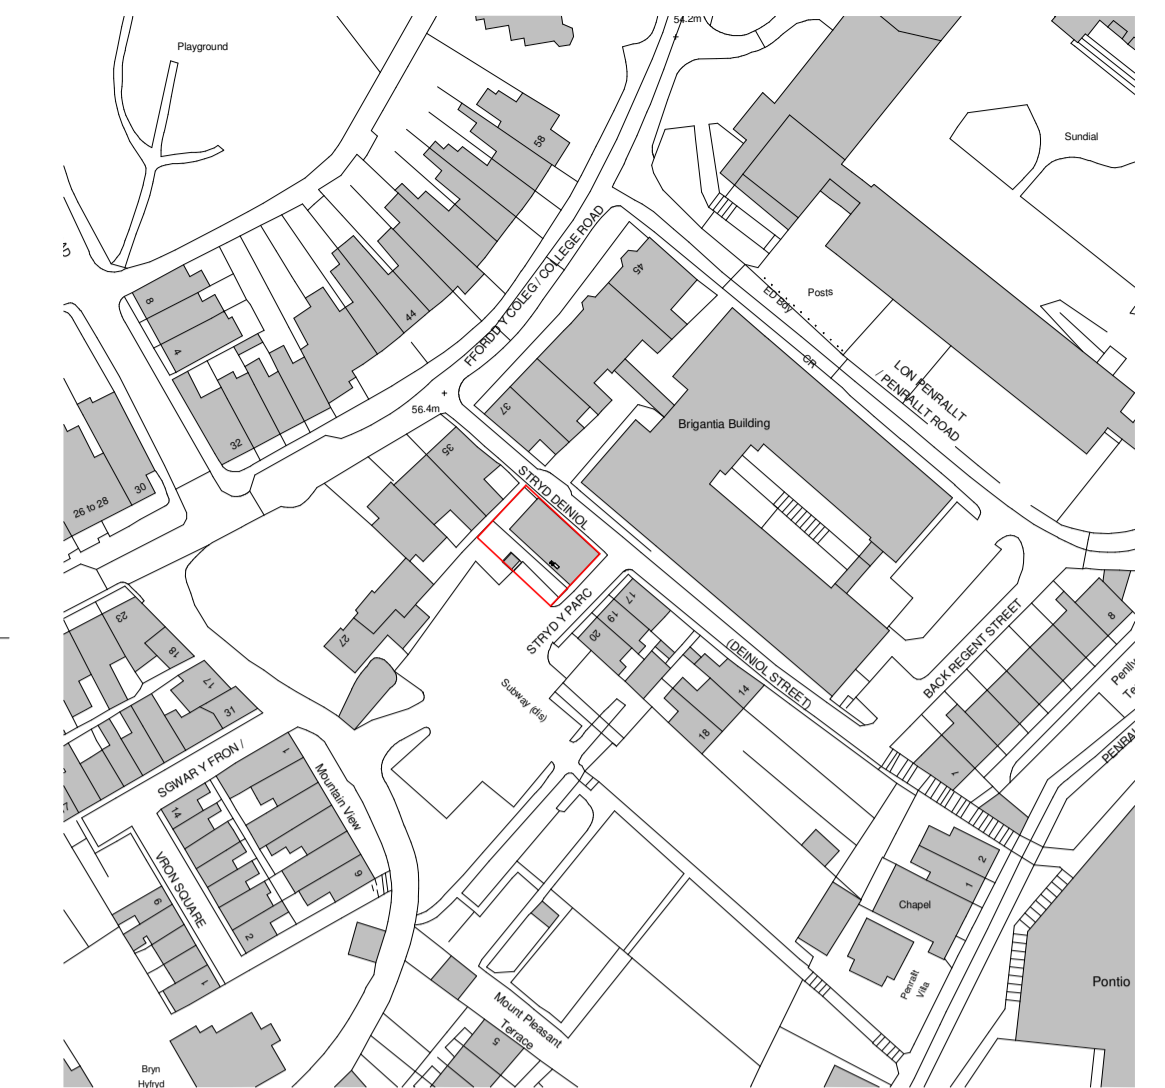 54.2m
Playground
Sundial
58
45
8
4
44
FFORDD Y COLEG / COLLEGE ROAD
ED Bdy
Posts
CR
LON PENRALLT
/ PENRALLT ROAD
56.4m
32
37
35
Brigantia Building
30
26 to 28
STRYD DEINIOL
STRYD Y PARC
17
19
20
23
18
17
31
27
(DEINIOL STREET)
14
18
BACK REGENT STREET
8
1
Subway (dis)
SGWAR Y FRON /
1
Mountain View
9
14
VRON SQUARE
2
6
1
2
1
Chapel
Penrallt
Villa
Pontio
Mount Pleasant
Terrace
5
Bryn
Hyfryd